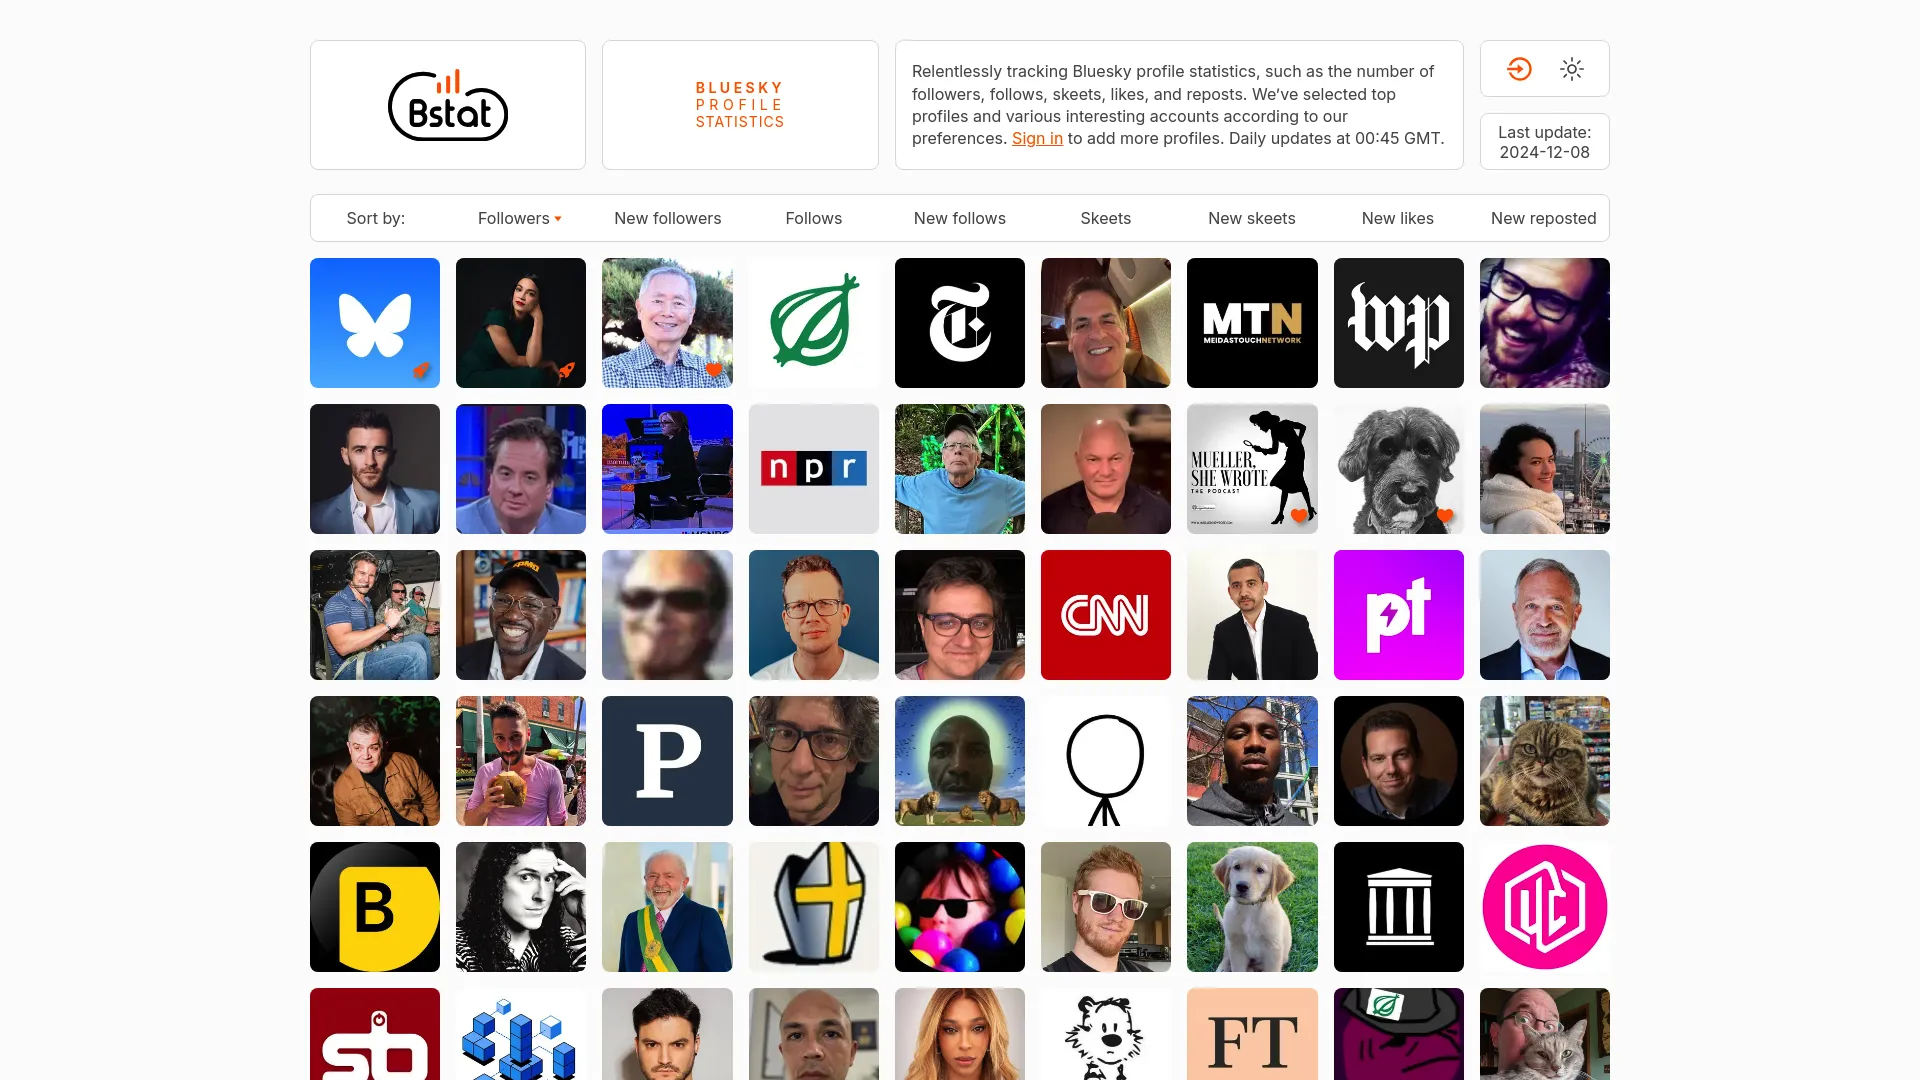 Bstat
BLUESKY
PROFILE
STATISTICS
Relentlessly tracking Bluesky profile statistics, such as the number of
followers, follows, skeets, likes, and reposts. We've selected top
profiles and various interesting accounts according to our
preferences. Sign in to add more profiles. Daily updates at 00:45 GMT.
Last update:
2024-12-08
Sort by:
Followers
New followers
Follows
New follows
Skeets
New skeets
New likes
New reposted
T
MTN
MEIDASTOUCHNETWORK
wp
npr
MUELLER,
SHE WROTE
THE PODCAST
CNN
pt
P
B
sb
FT